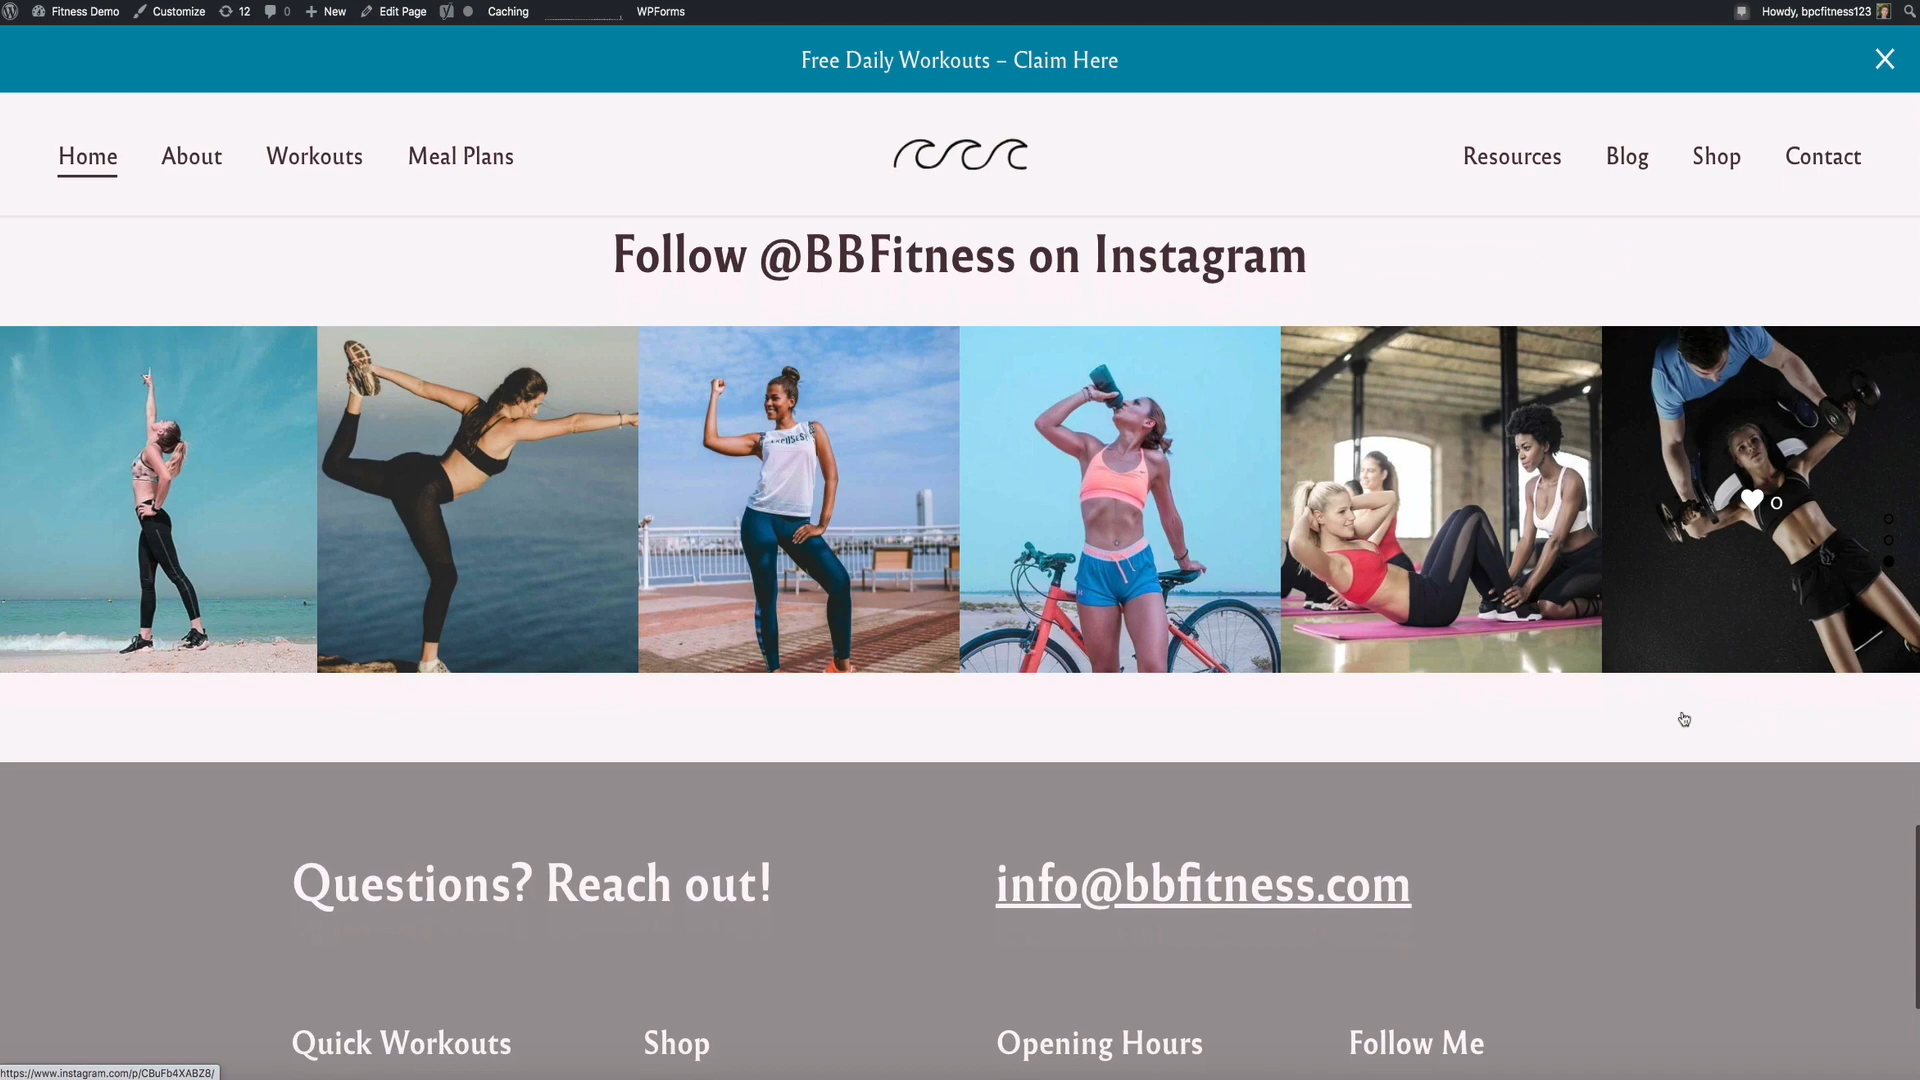 Fitness Demo Customize 12 0 New Edit Page Caching WPForms Howdy, bpcfitness123
Free Daily Workouts – Claim Here
Home About Workouts Meal Plans Resources Blog Shop Contact
Follow @BBFitness on Instagram
0
Questions? Reach out! info@bbfitness.com
Quick Workouts Shop Opening Hours Follow Me
https://www.instagram.com/p/CBuFb4XABZ8/